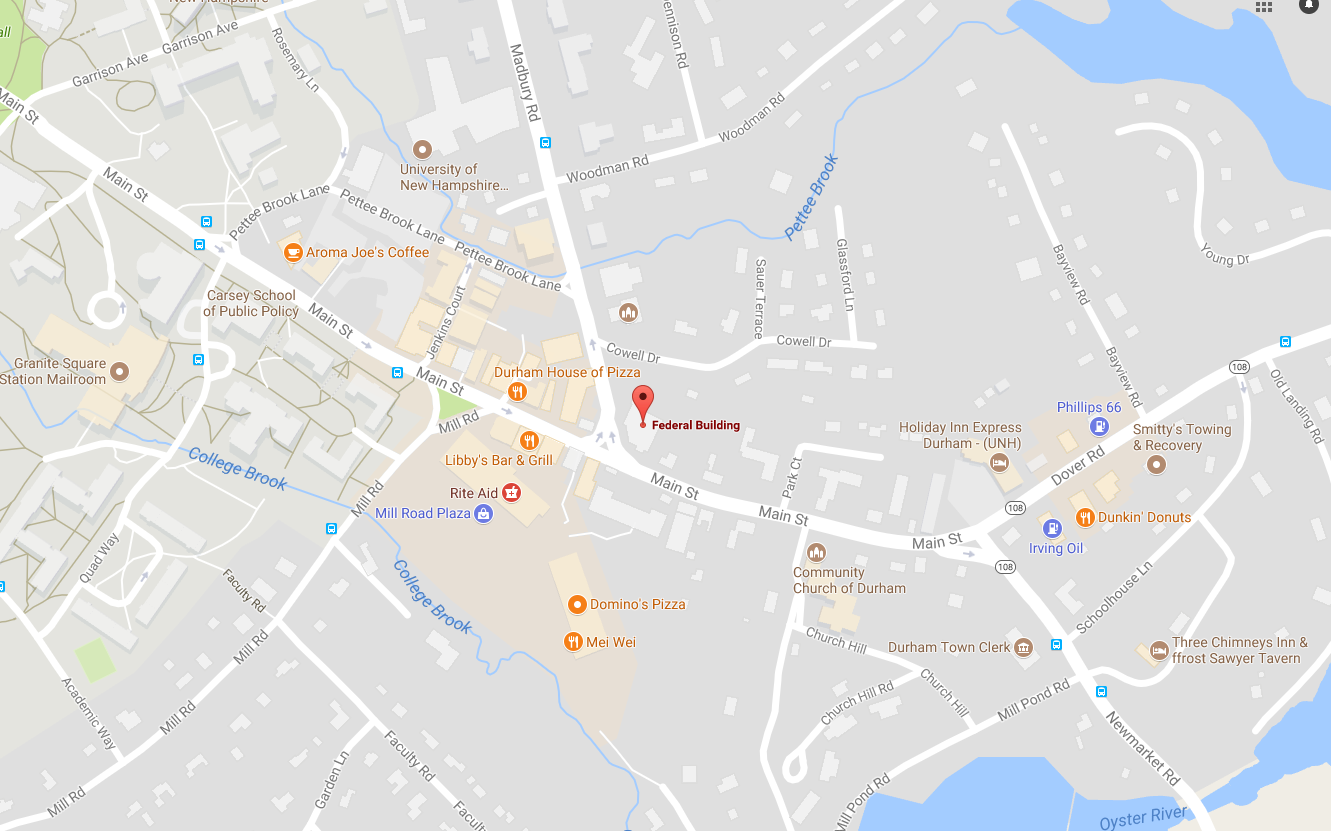 New Hampshire
Garrison Ave
Garrison Ave
Rosemary Ln
Main St
Madbury Rd
Dennison Rd
Woodman Rd
Woodman Rd
University of
New Hampshire...
Main St
Pettee Brook Lane
Pettee Brook Lane
Pettee Brook Lane
Pettee Brook
Aroma Joe's Coffee
Carsey School
of Public Policy
Main St
Jenkins Court
Sauer Terrace
Glassford Ln
Bayview Rd
Young Dr
Cowell Dr
Cowell Dr
Granite Square
Station Mailroom
Main St
Durham House of Pizza
Bayview Rd
108
Old Landing Rd
Mill Rd
Federal Building
Phillips 66
Holiday Inn Express
Durham - (UNH)
Smitty's Towing
& Recovery
Libby's Bar & Grill
College Brook
Dover Rd
Rite Aid
Mill Road Plaza
Mill Rd
Main St
Park Ct
Main St
108
Dunkin' Donuts
Main St
Irving Oil
108
Quad Way
College Brook
Community
Church of Durham
Schoolhouse Ln
Faculty Rd
Domino's Pizza
Mei Wei
Mill Rd
Church Hill
Durham Town Clerk
Three Chimneys Inn &
ffrost Sawyer Tavern
Academic Way
Mill Rd
Church Hill Rd
Church Hill
Mill Pond Rd
Newmarket Rd
Faculty Rd
Garden Ln
Mill Rd
Faculty
Mill Pond Rd
Oyster River